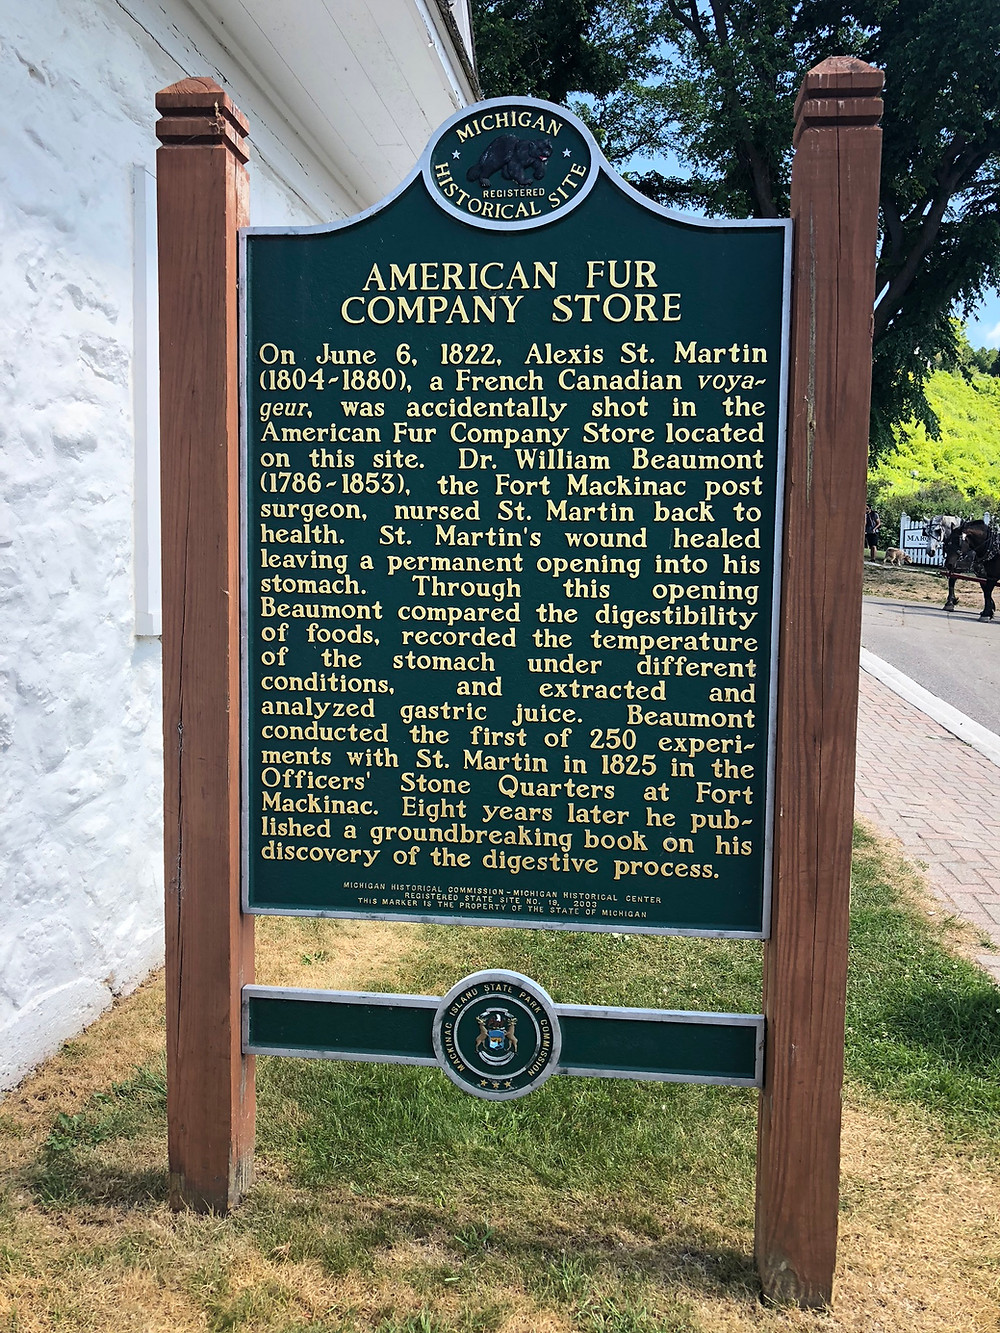 MICHIGAN
REGISTERED
HISTORICAL SITE
AMERICAN FUR
COMPANY STORE
On June 6, 1822, Alexis St. Martin
(1804-1880), a French Canadian voya-
geur, was accidentally shot in the
American Fur Company Store located
on this site. Dr. William Beaumont
(1786-1853), the Fort Mackinac post
surgeon, nursed St. Martin back to
health. St. Martin's wound healed
leaving a permanent opening into his
stomach. Through this opening
Beaumont compared the digestibility
of foods, recorded the temperature
of the stomach under different
conditions, and extracted and
analyzed gastric juice. Beaumont
conducted the first of 250 experi-
ments with St. Martin in 1825 in the
Officers' Stone Quarters at Fort
Mackinac. Eight years later he pub-
lished a groundbreaking book on his
discovery of the digestive process.
MICHIGAN HISTORICAL COMMISSION-MICHIGAN HISTORICAL CENTER
REGISTERED STATE SITE NO. 19, 2003
THIS MARKER IS THE PROPERTY OF THE STATE OF MICHIGAN
MACKINAC ISLAND STATE PARK COMMISSION